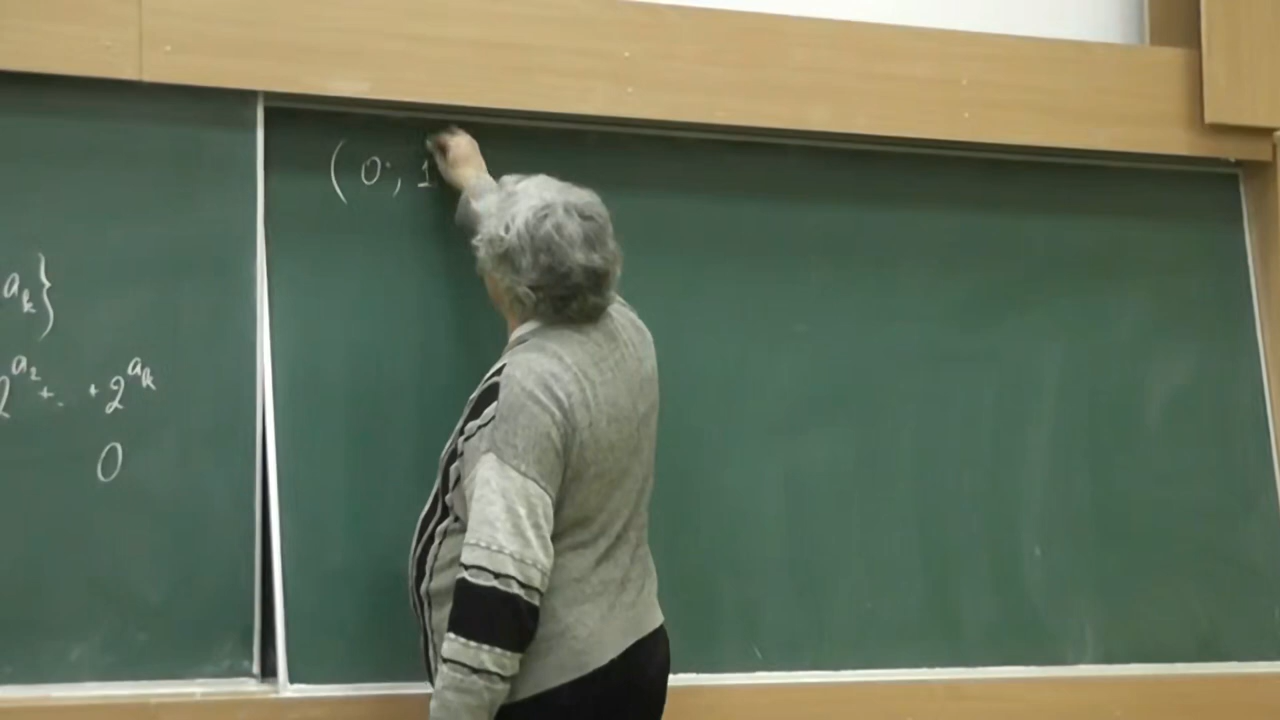 a_k}
2^{a_2} + .. + 2^{a_k}
0
(0; 1